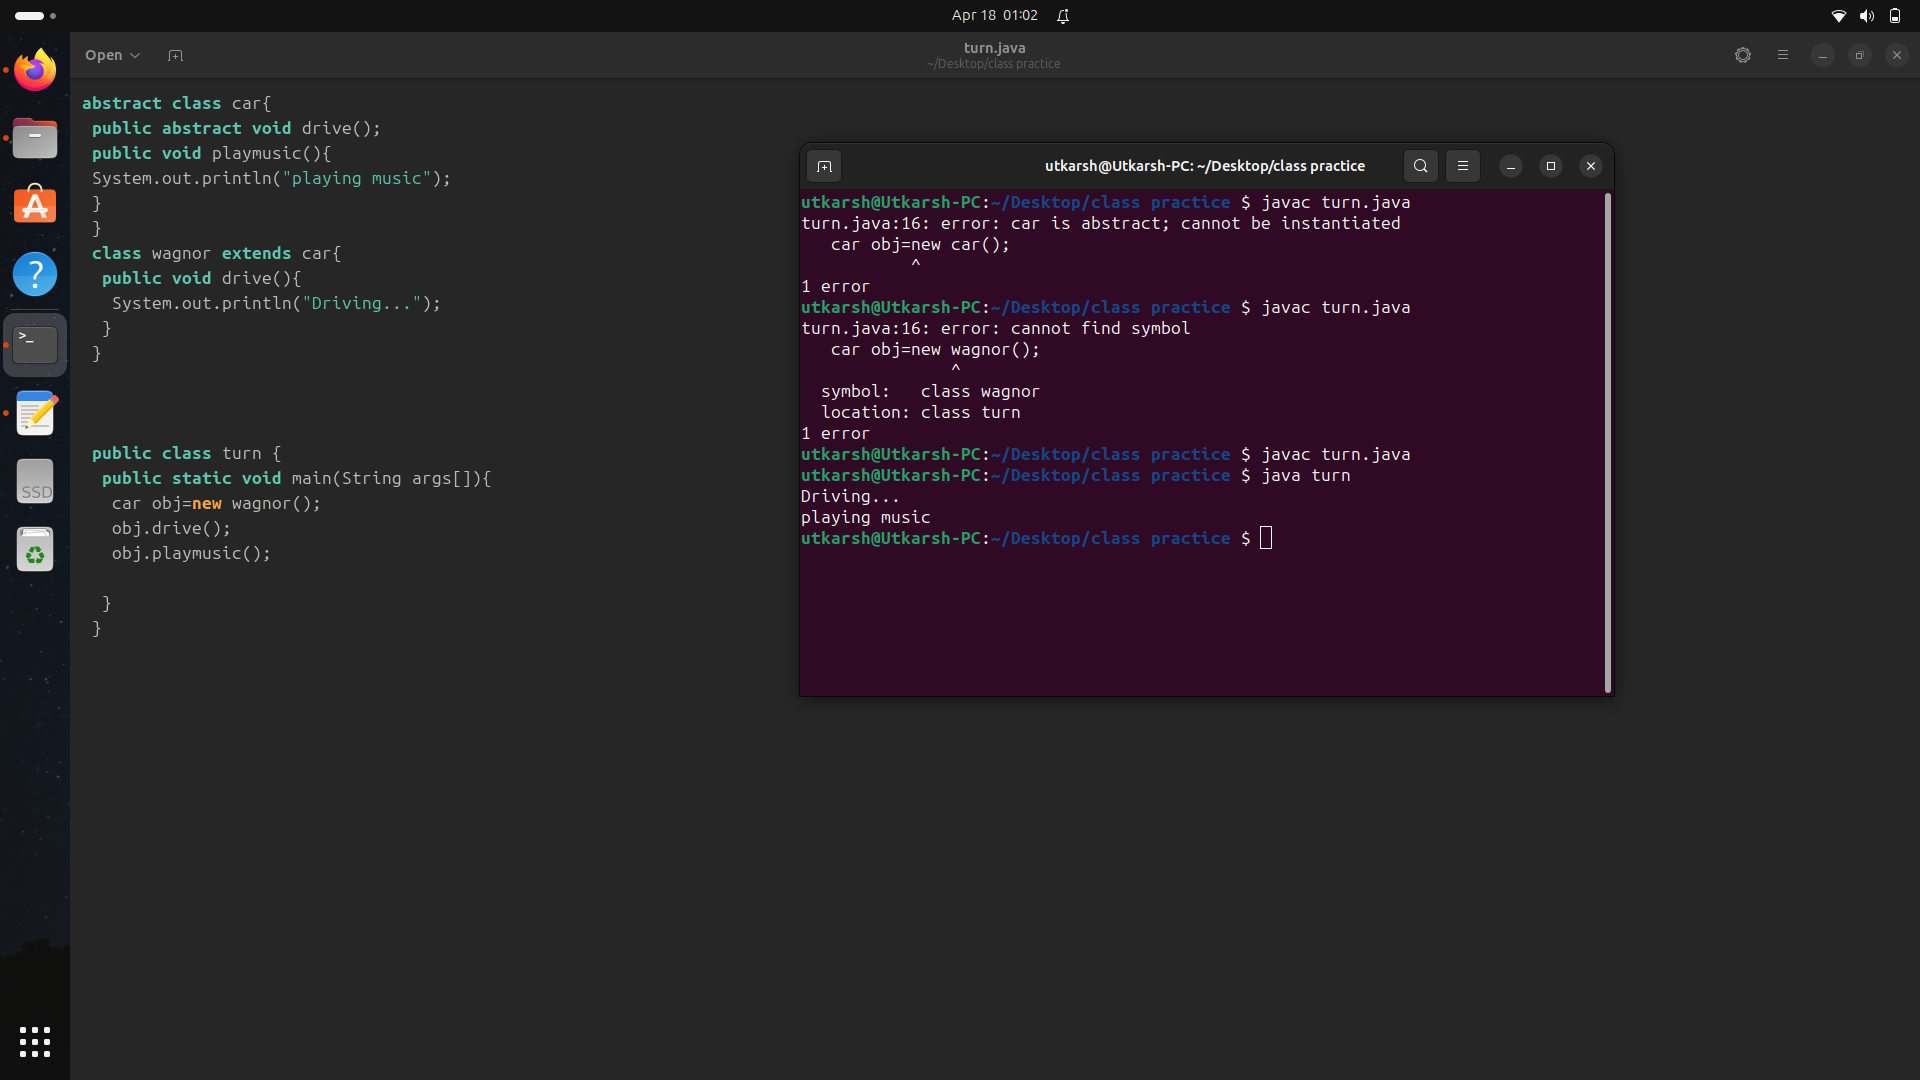 Apr 18 01:02
Open
turn.java
~/Desktop/class practice
abstract class car{
public abstract void drive();
public void playmusic(){
System.out.println("playing music");
}
}
class wagnor extends car{
public void drive(){
System.out.println("Driving...");
}
}
public class turn {
public static void main(String args[]){
car obj=new wagnor();
obj.drive();
obj.playmusic();
}
}
SSD
utkarsh@Utkarsh-PC: ~/Desktop/class practice
utkarsh@Utkarsh-PC:~/Desktop/class practice $ javac turn.java
turn.java:16: error: car is abstract; cannot be instantiated
car obj=new car();
^
1 error
utkarsh@Utkarsh-PC:~/Desktop/class practice $ javac turn.java
turn.java:16: error: cannot find symbol
car obj=new wagnor();
^
symbol:   class wagnor
location: class turn
1 error
utkarsh@Utkarsh-PC:~/Desktop/class practice $ javac turn.java
utkarsh@Utkarsh-PC:~/Desktop/class practice $ java turn
Driving...
playing music
utkarsh@Utkarsh-PC:~/Desktop/class practice $